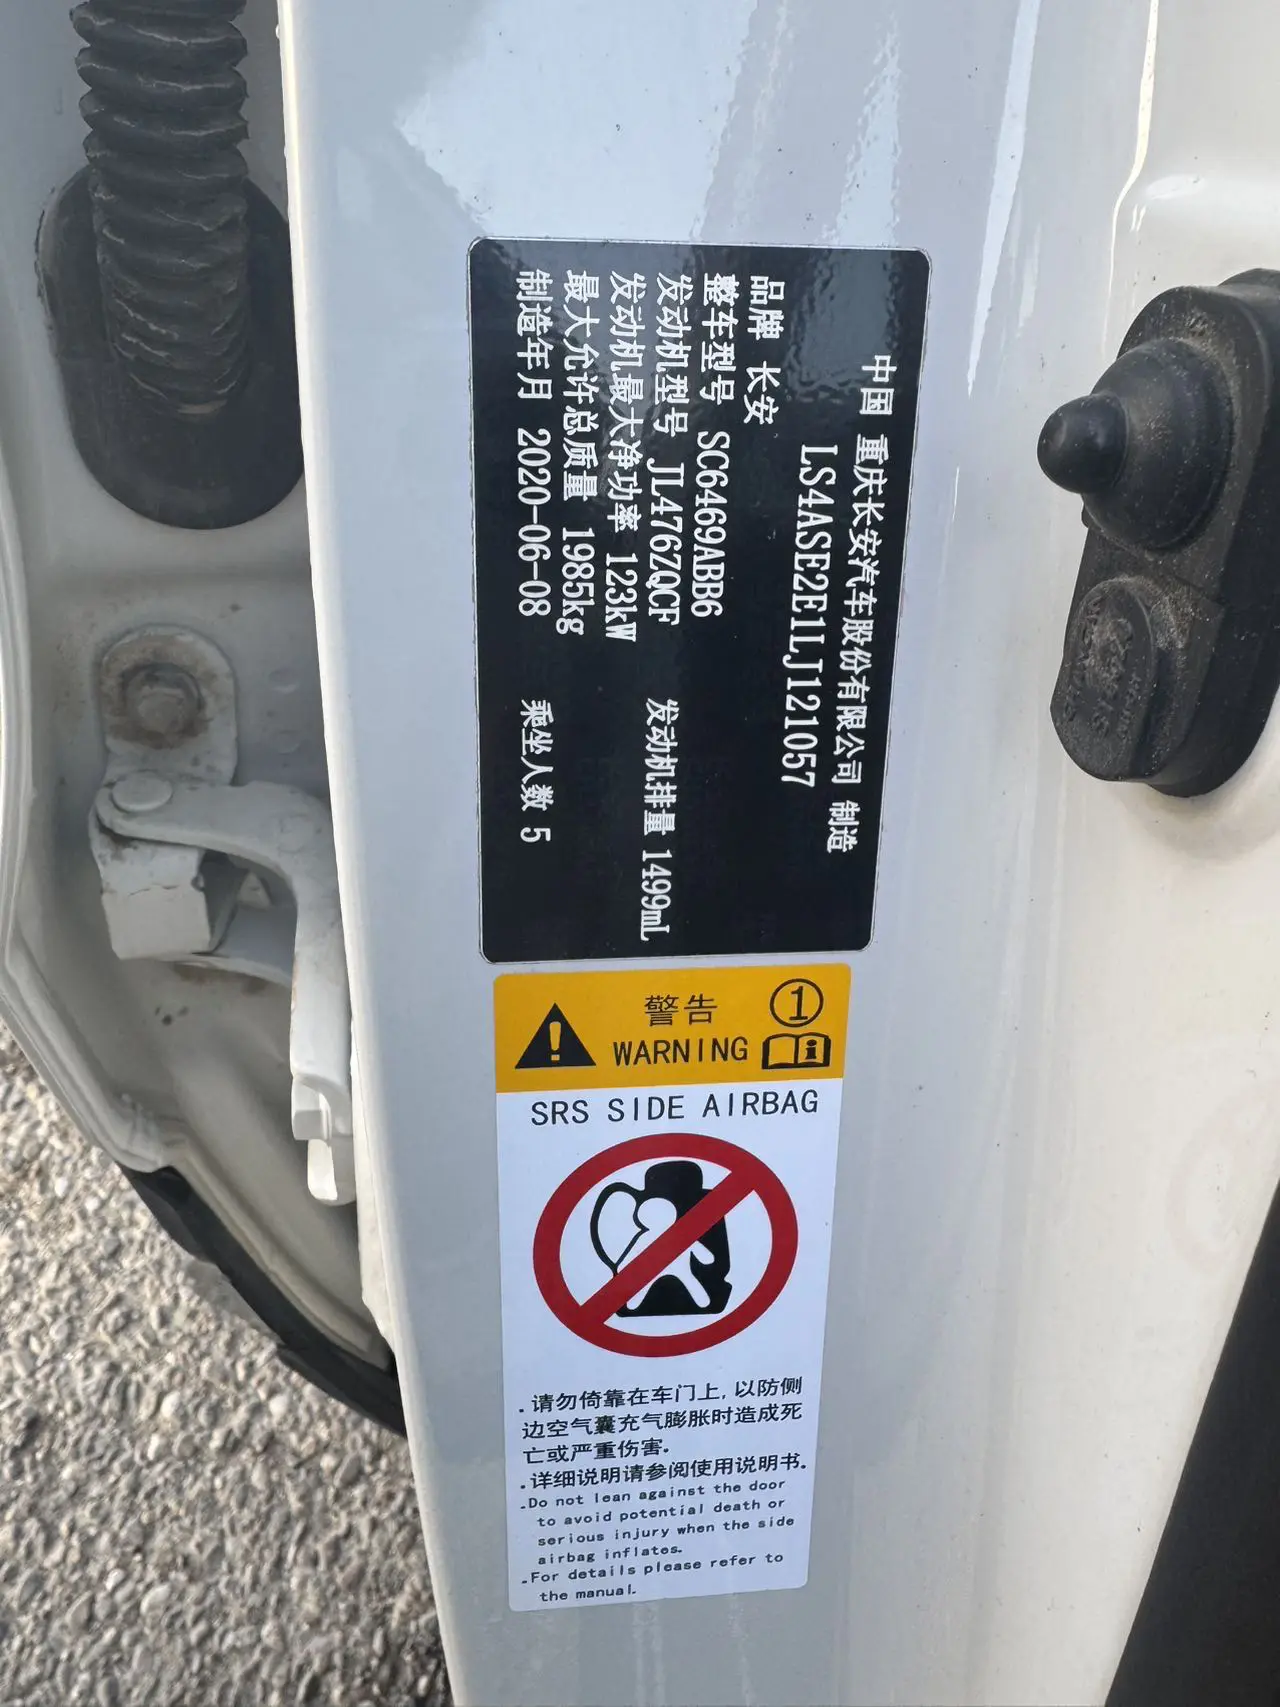 中国 重庆长安汽车股份有限公司 制造
LS4ASE2E1LJ121057
品牌 长安
整车型号 SC6469ABB6
发动机型号 JL476ZQCF 发动机排量 1499mL
发动机最大净功率 123kW
最大允许总质量 1985kg
制造年月 2020-06-08 乘坐人数 5
警告 ①
WARNING
SRS SIDE AIRBAG
.请勿倚靠在车门上,以防侧
边空气囊充气膨胀时造成死
亡或严重伤害.
.详细说明请参阅使用说明书.
.Do not lean against the door
to avoid potential death or
serious injury when the side
airbag inflates.
.For details please refer to
the manual.